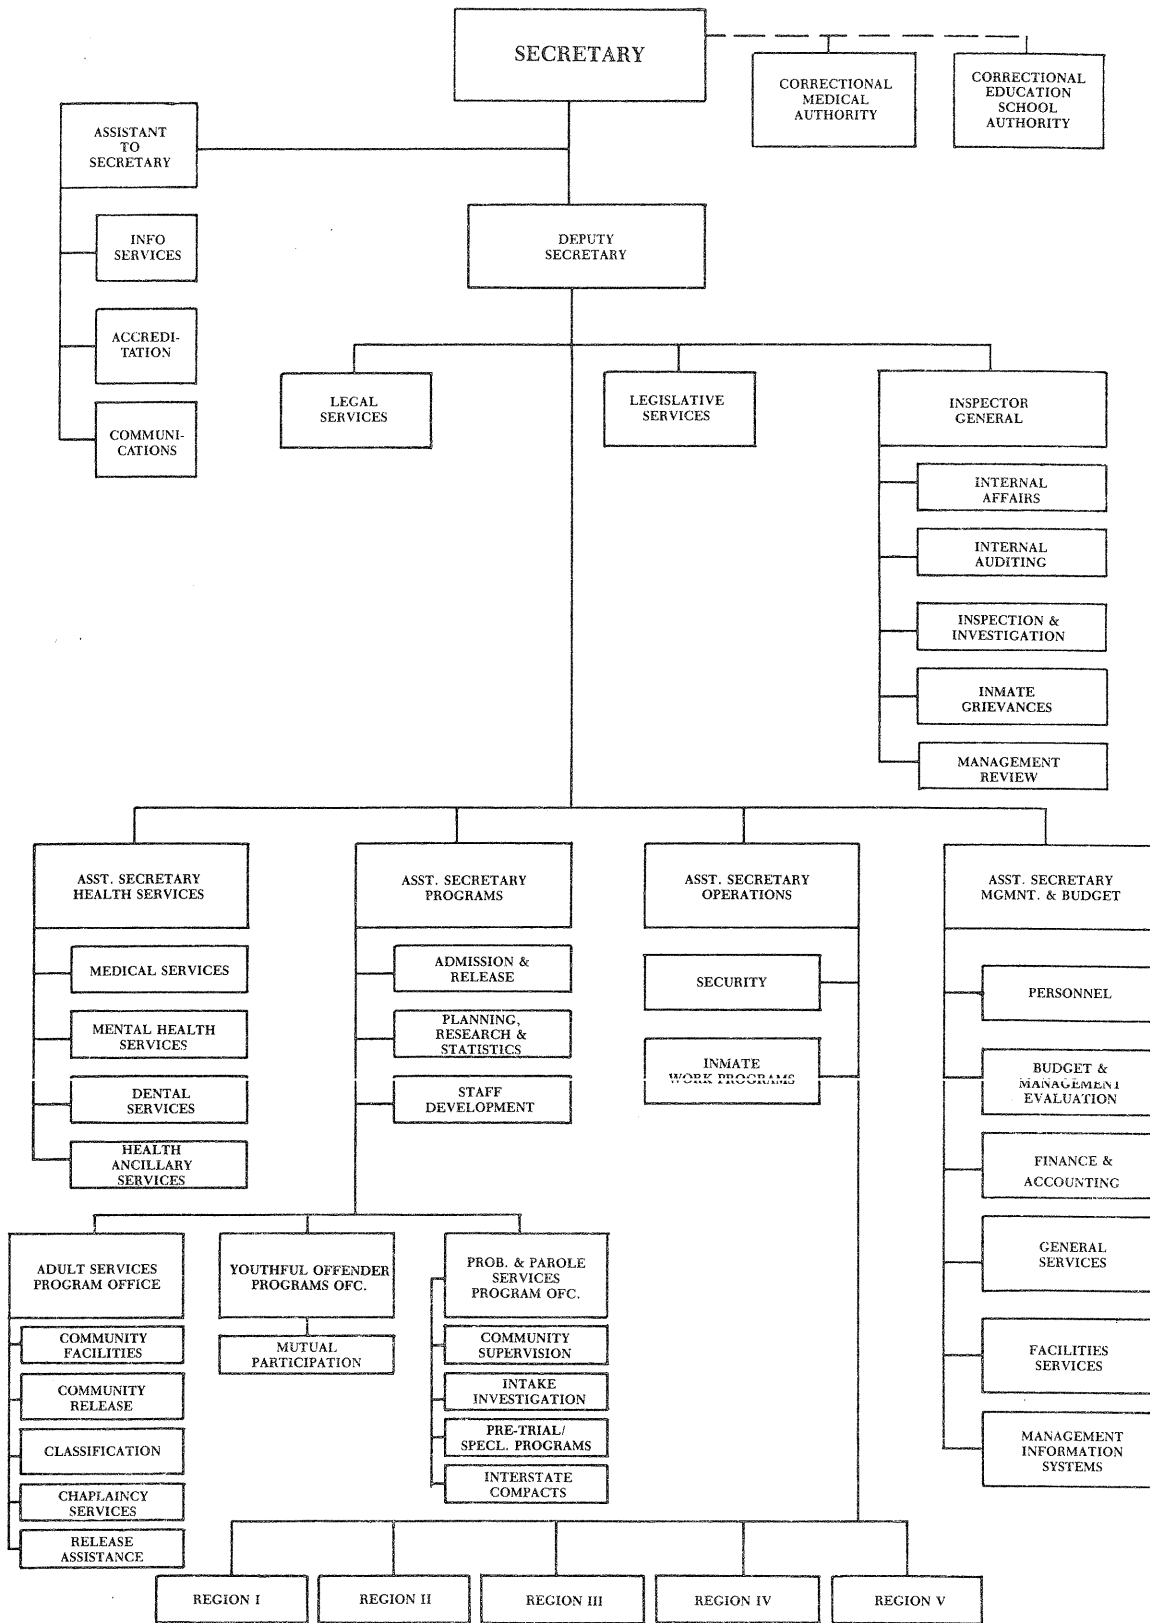 SECRETARY
CORRECTIONAL
MEDICAL
AUTHORITY
CORRECTIONAL
EDUCATION
SCHOOL
AUTHORITY
ASSISTANT
TO
SECRETARY
INFO
SERVICES
ACCREDI-
TATION
COMMUNI-
CATIONS
DEPUTY
SECRETARY
LEGAL
SERVICES
LEGISLATIVE
SERVICES
INSPECTOR
GENERAL
INTERNAL
AFFAIRS
INTERNAL
AUDITING
INSPECTION &
INVESTIGATION
INMATE
GRIEVANCES
MANAGEMENT
REVIEW
ASST. SECRETARY
HEALTH SERVICES
MEDICAL SERVICES
MENTAL HEALTH
SERVICES
DENTAL
SERVICES
HEALTH
ANCILLARY
SERVICES
ASST. SECRETARY
PROGRAMS
ADMISSION &
RELEASE
PLANNING,
RESEARCH &
STATISTICS
STAFF
DEVELOPMENT
ASST. SECRETARY
OPERATIONS
SECURITY
INMATE
WORK PROGRAMS
ASST. SECRETARY
MGMNT. & BUDGET
PERSONNEL
BUDGET &
MANAGEMENT
EVALUATION
FINANCE &
ACCOUNTING
GENERAL
SERVICES
FACILITIES
SERVICES
MANAGEMENT
INFORMATION
SYSTEMS
ADULT SERVICES
PROGRAM OFFICE
COMMUNITY
FACILITIES
COMMUNITY
RELEASE
CLASSIFICATION
CHAPLAINCY
SERVICES
RELEASE
ASSISTANCE
YOUTHFUL OFFENDER
PROGRAMS OFC.
MUTUAL
PARTICIPATION
PROB. & PAROLE
SERVICES
PROGRAM OFC.
COMMUNITY
SUPERVISION
INTAKE
INVESTIGATION
PRE-TRIAL/
SPECL. PROGRAMS
INTERSTATE
COMPACTS
REGION I
REGION II
REGION III
REGION IV
REGION V